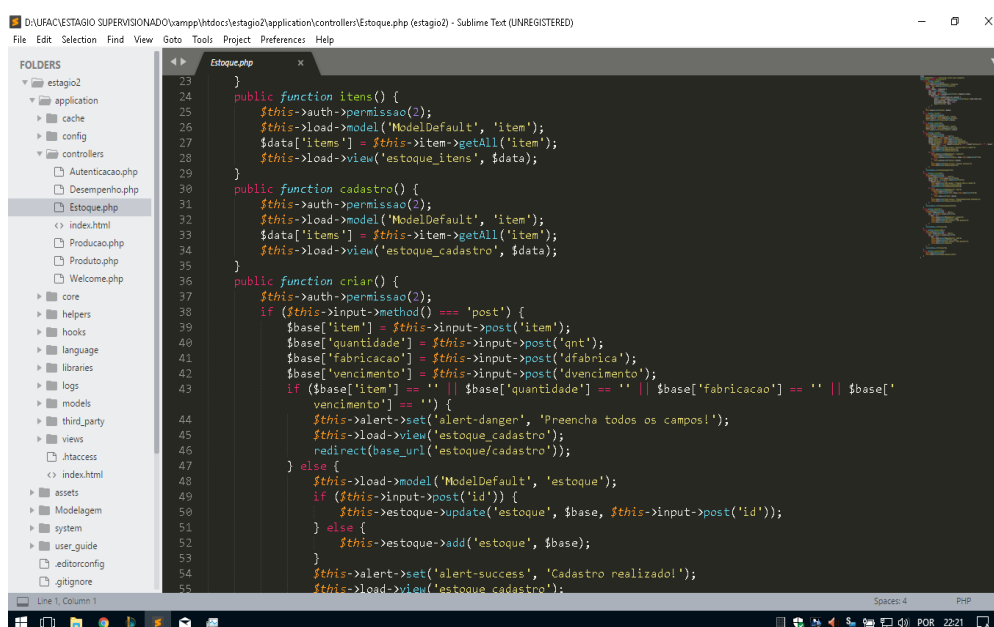 D:\UFAC\ESTAGIO SUPERVISIONADO\xampp\htdocs\estagio2\application\controllers\Estoque.php (estagio2) - Sublime Text (UNREGISTERED)
File Edit Selection Find View Goto Tools Project Preferences Help
FOLDERS
estagio2
application
cache
config
controllers
Autenticacao.php
Desempenho.php
Estoque.php
index.html
Producao.php
Produto.php
Welcome.php
core
helpers
hooks
language
libraries
logs
models
third_party
views
.htaccess
index.html
assets
Modelagem
system
user_guide
.editorconfig
.gitignore
Estoque.php ×
23 }
24 public function itens() {
25 $this->auth->permissao(2);
26 $this->load->model('ModelDefault', 'item');
27 $data['items'] = $this->item->getAll('item');
28 $this->load->view('estoque_itens', $data);
29 }
30 public function cadastro() {
31 $this->auth->permissao(2);
32 $this->load->model('ModelDefault', 'item');
33 $data['items'] = $this->item->getAll('item');
34 $this->load->view('estoque_cadastro', $data);
35 }
36 public function criar() {
37 $this->auth->permissao(2);
38 if ($this->input->method() === 'post') {
39 $base['item'] = $this->input->post('item');
40 $base['quantidade'] = $this->input->post('qnt');
41 $base['fabricacao'] = $this->input->post('dfabrica');
42 $base['vencimento'] = $this->input->post('dvencimento');
43 if ($base['item'] == '' || $base['quantidade'] == '' || $base['fabricacao'] == '' || $base['
vencimento'] == '') {
44 $this->alert->set('alert-danger', 'Preencha todos os campos!');
45 $this->load->view('estoque_cadastro');
46 redirect(base_url('estoque/cadastro'));
47 } else {
48 $this->load->model('ModelDefault', 'estoque');
49 if ($this->input->post('id')) {
50 $this->estoque->update('estoque', $base, $this->input->post('id'));
51 } else {
52 $this->estoque->add('estoque', $base);
53 }
54 $this->alert->set('alert-success', 'Cadastro realizado!');
55 $this->load->view('estoque_cadastro');
Line 1, Column 1
Spaces: 4 PHP
POR 22:21